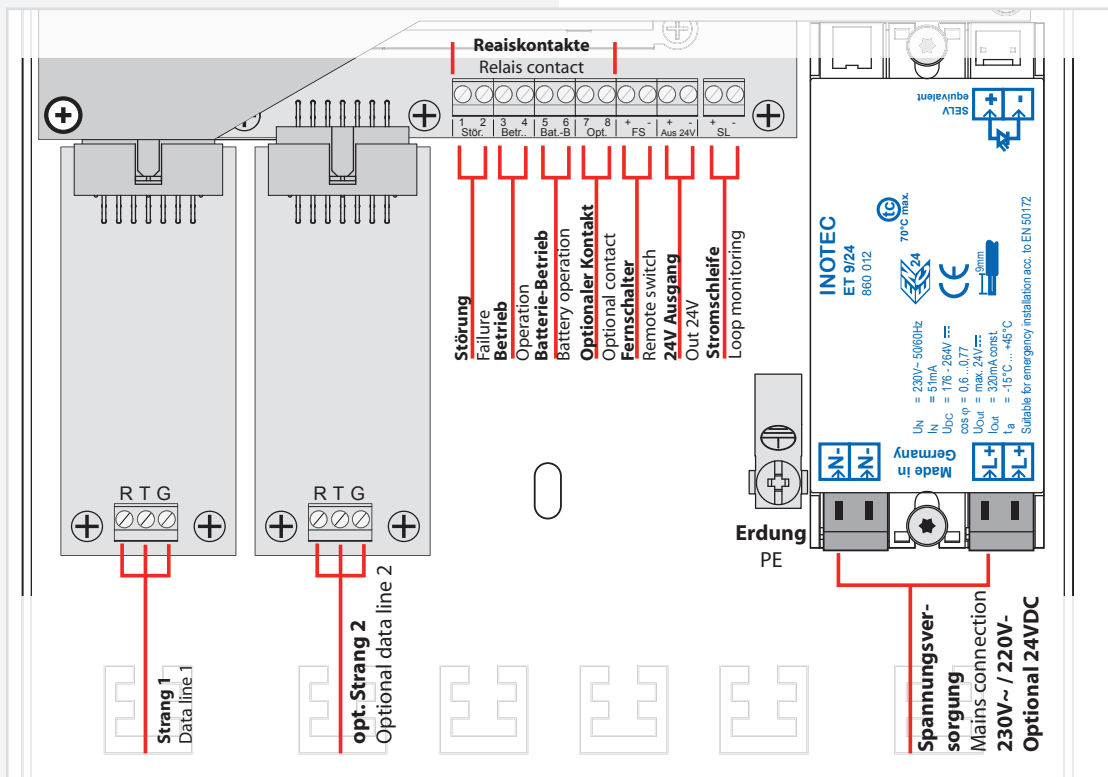 Reaiskontakte
Relais contact
1 2 3 4 5 6 7 8 + - + - + -
Stör. Betr.. Bat.-B Opt. FS Aus 24V SL
Störung
Failure
Betrieb
Operation
Batterie-Betrieb
Battery operation
Optionaler Kontakt
Optional contact
Fernschalter
Remote switch
24V Ausgang
Out 24V
Stromschleife
Loop monitoring
R T G
R T G
Strang 1
Data line 1
opt. Strang 2
Optional data line 2
Erdung
PE
SELV
equivalent
+
-
INOTEC
ET 9/24
860 012
tc
70°C max.
24
CE
9mm
UN = 230V~ 50/60Hz
IN = 51mA
UDC = 176 - 264V
cos φ = 0,6 ...0,77
UOut = max. 24V
IOut = 320mA const.
ta = -15°C ... +45°C
Suitable for emergency installation acc. to EN 50172
N-
N-
Made in
Germany
L+
L+
Spannungsver-
sorgung
Mains connection
230V~ / 220V-
Optional 24VDC